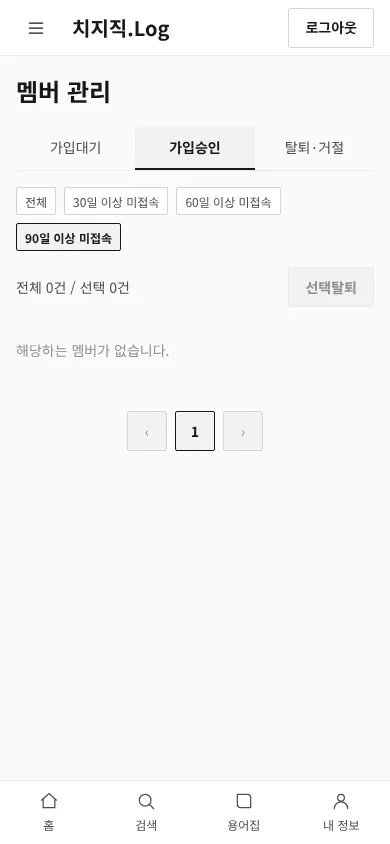 치지직.Log
로그아웃
멤버 관리
가입대기
가입승인
탈퇴·거절
전체
30일 이상 미접속
60일 이상 미접속
90일 이상 미접속
전체 0건 / 선택 0건
선택탈퇴
해당하는 멤버가 없습니다.
‹
1
›
홈
검색
용어집
내 정보